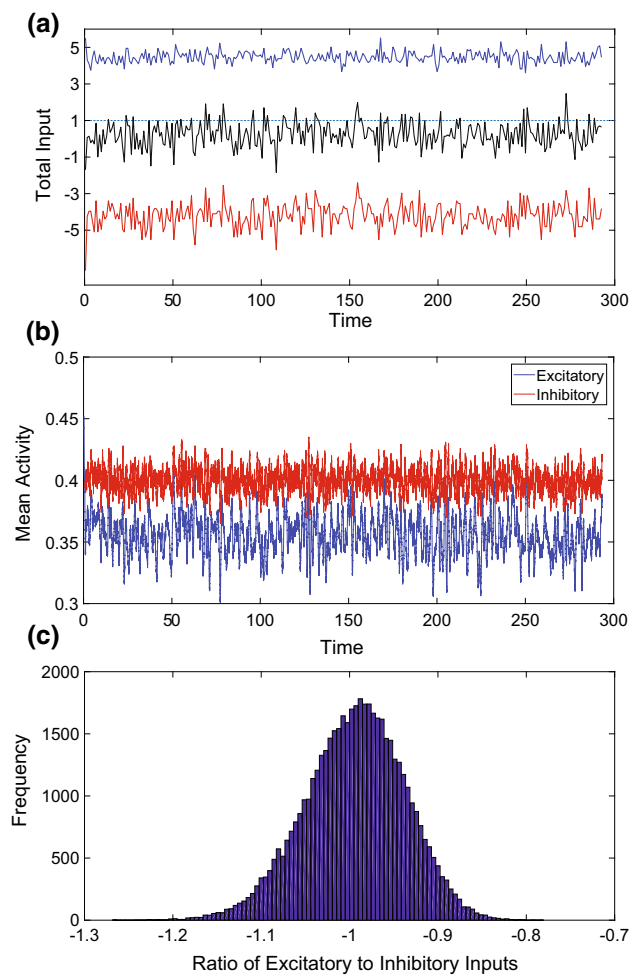 (a)
5
3
1
-1
-3
-5
Total Input
0 50 100 150 200 250 300
Time
(b)
0.5
0.45
0.4
0.35
0.3
Mean Activity
Excitatory
Inhibitory
0 50 100 150 200 250 300
Time
(c)
2000
1500
1000
500
0
Frequency
-1.3 -1.2 -1.1 -1 -0.9 -0.8 -0.7
Ratio of Excitatory to Inhibitory Inputs